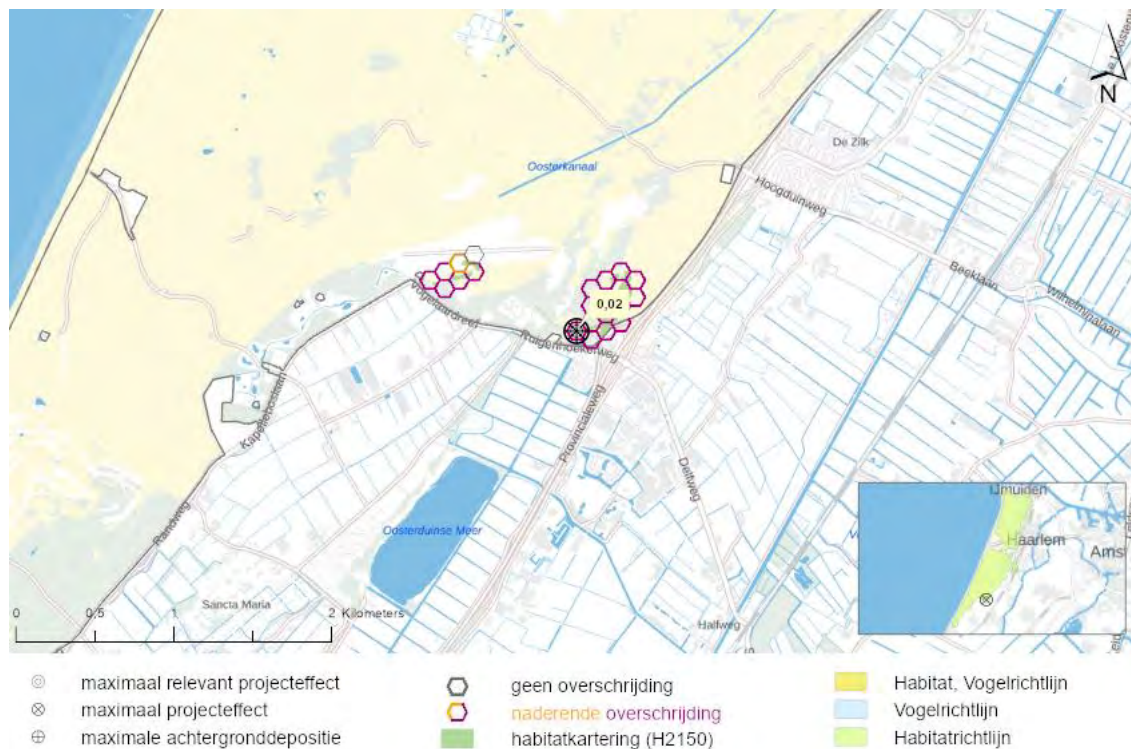 N
De Zilk
Oosterkanaal
Hoogduinweg
Becklaan
Wilhelminalaan
0,02
Vogelaardreef
Ruigenhoekerweg
Kapelleboslaan
Provincialeweg
Delfweg
Randweg
Oosterduinse Meer
Sancta Maria
Halfweg
0 0,5 1 2 Kilometers
IJmuiden
Haarlem
Ams
maximaal relevant projecteffect
maximaal projecteffect
maximale achtergronddepositie
geen overschrijding
naderende overschrijding
habitatkartering (H2150)
Habitat, Vogelrichtlijn
Vogelrichtlijn
Habitatrichtlijn